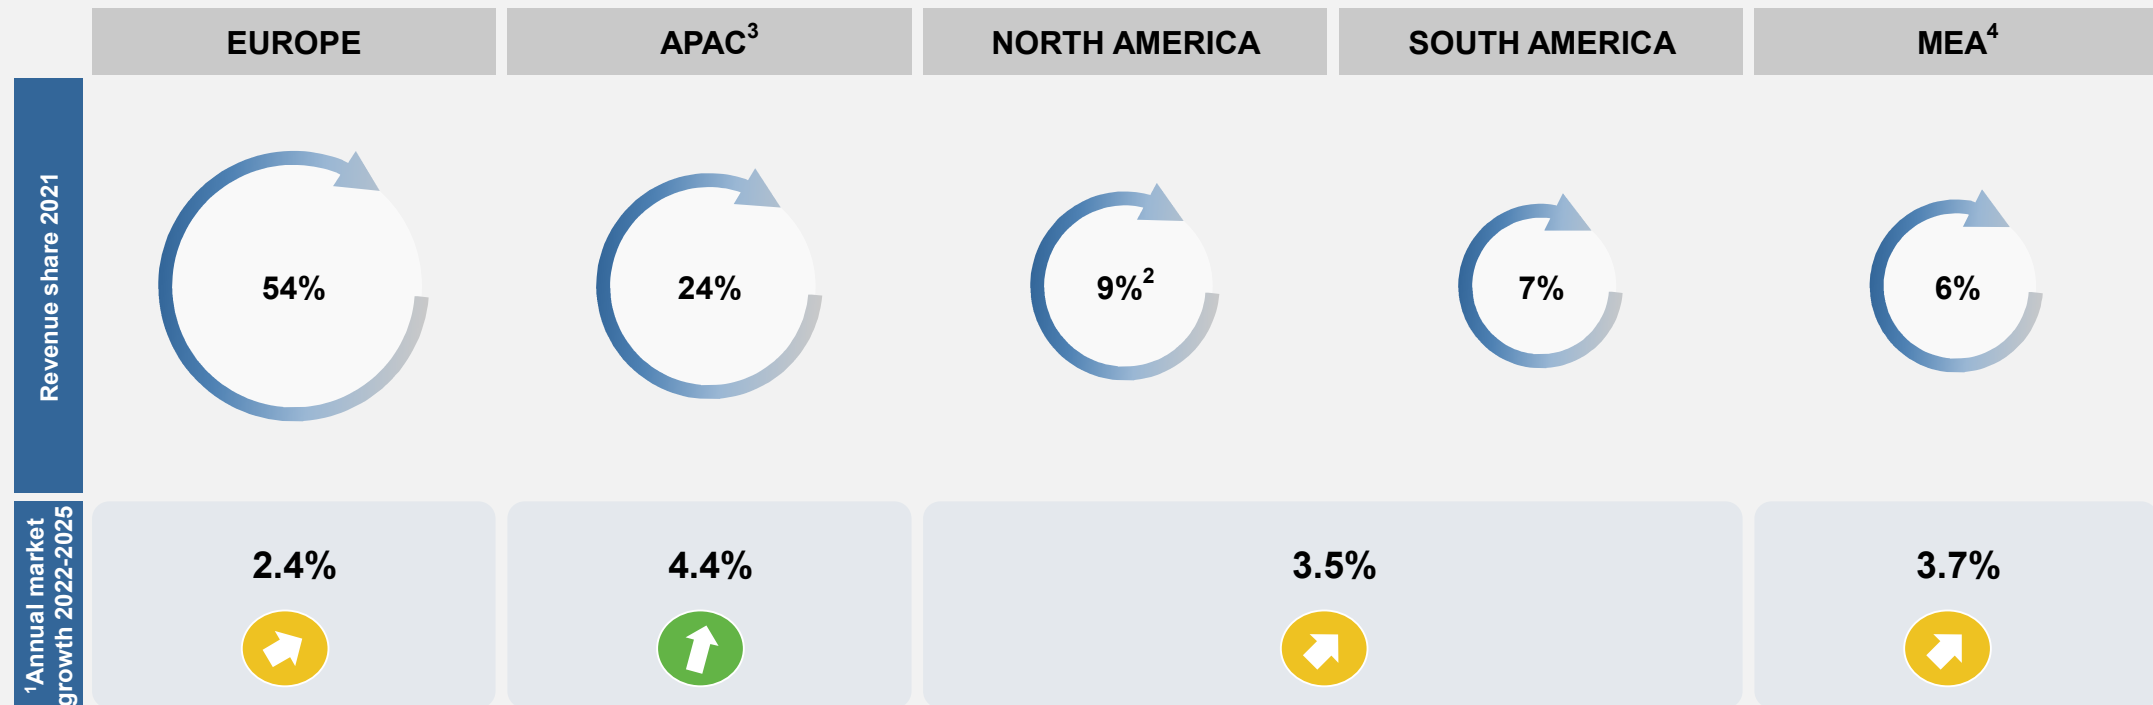 EUROPE
APAC³
NORTH AMERICA
SOUTH AMERICA
MEA⁴
Revenue share 2021
54%
24%
9%²
7%
6%
¹Annual market
growth 2022-2025
2.4%
4.4%
3.5%
3.7%